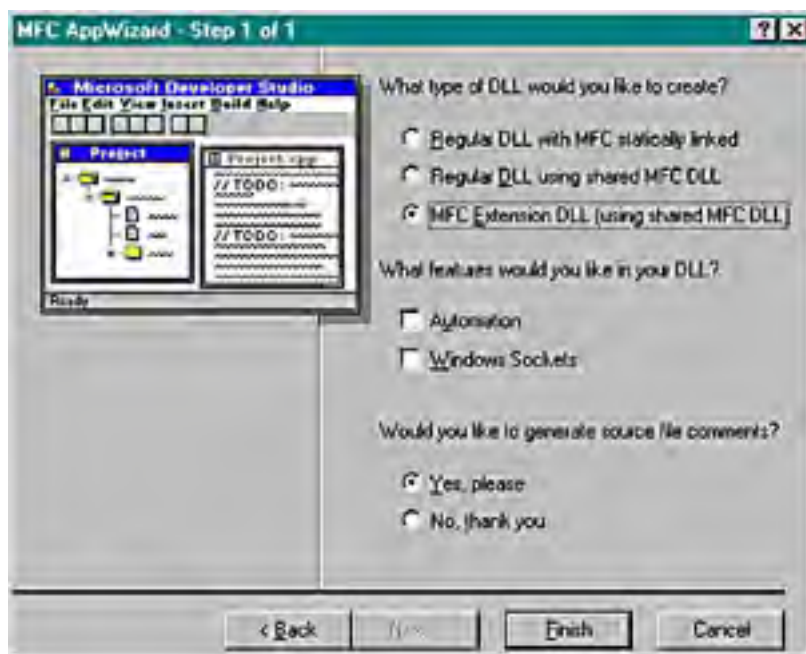 MFC AppWizard - Step 1 of 1
Microsoft Developer Studio
File Edit View Insert Build Help
Project
Project.cpp
// TODO:
// TODO:
Ready
What type of DLL would you like to create?
Regular DLL with MFC statically linked
Regular DLL using shared MFC DLL
MFC Extension DLL (using shared MFC DLL)
What features would you like in your DLL?
Automation
Windows Sockets
Would you like to generate source file comments?
Yes, please
No, thank you
< Back
Finish
Cancel